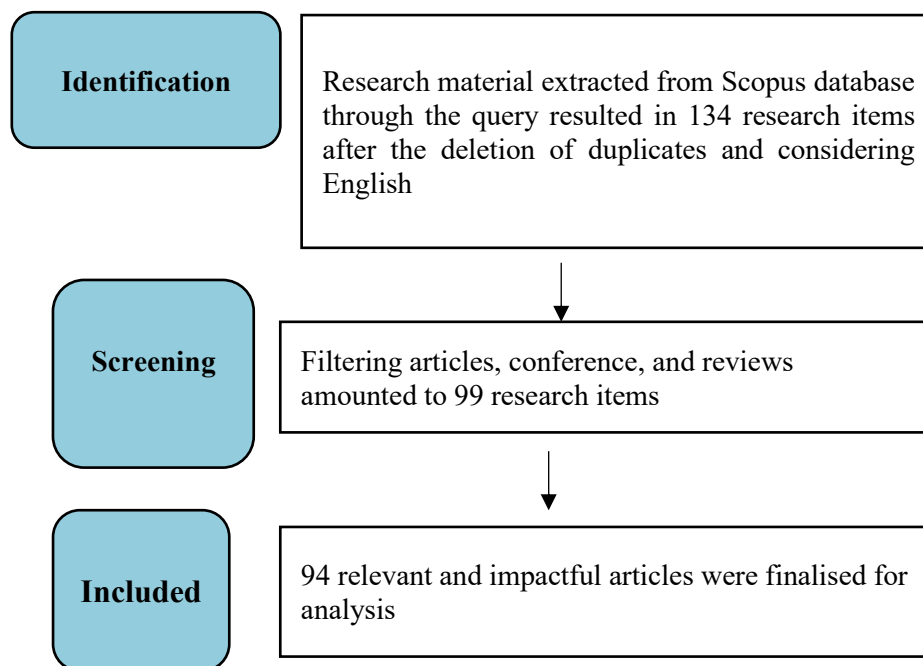 Identification
Research material extracted from Scopus database
through the query resulted in 134 research items
after the deletion of duplicates and considering
English
Screening
Filtering articles, conference, and reviews
amounted to 99 research items
Included
94 relevant and impactful articles were finalised for
analysis